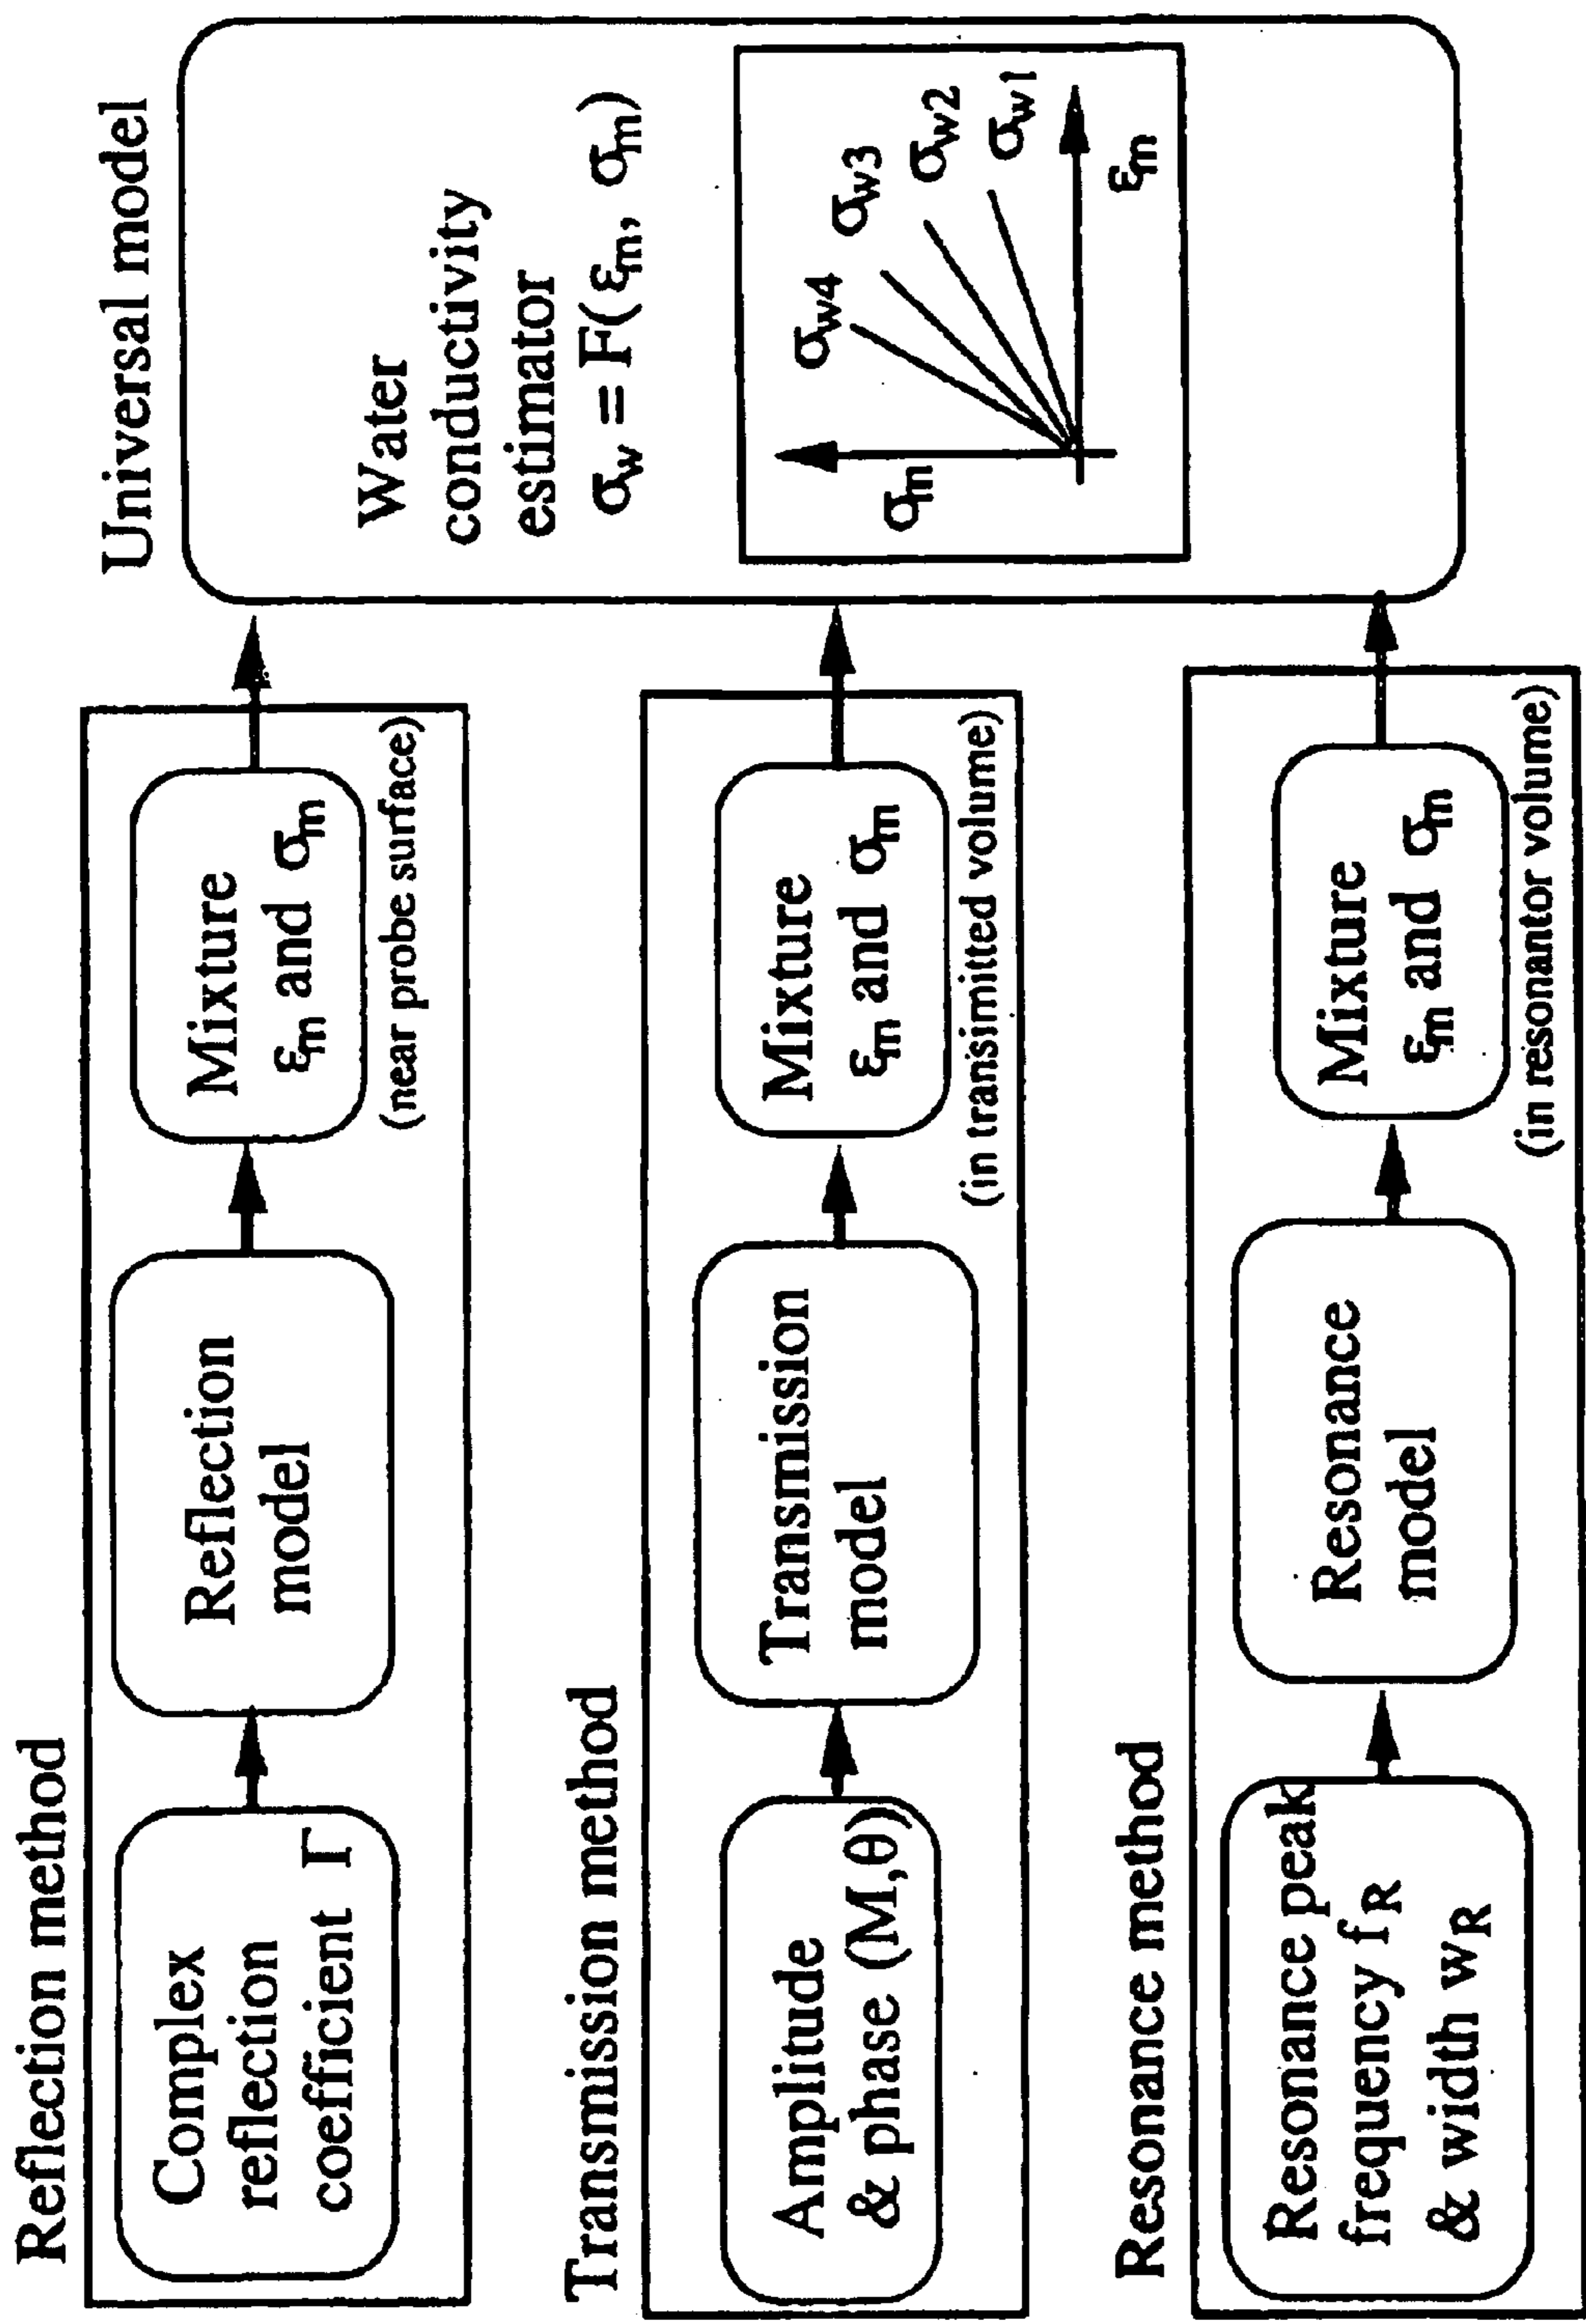 Reflection method
Complex
reflection
coefficient Γ
Reflection
model
Mixture
εm and σm
(near probe surface)
Transmission method
Amplitude
& phase (M,θ)
Transmission
model
Mixture
εm and σm
(in transimitted volume)
Resonance method
Resonance peak
frequency fR
& width wR
Resonance
model
Mixture
εm and σm
(in resonantor volume)
Universal model
Water
conductivity
estimator
σw = F(εm, σm)
σm
σw4
σw3
σw2
σw1
εm